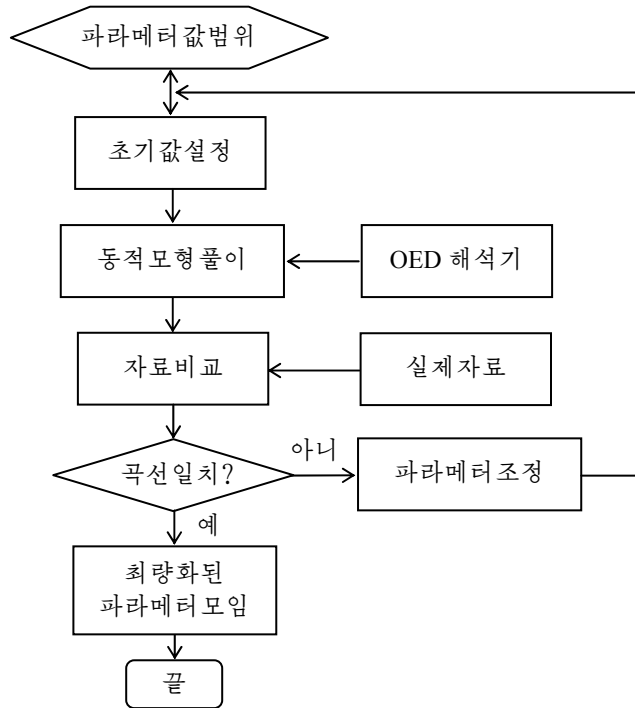 파라메터값범위
초기값설정
동적모형풀이
OED 해석기
자료비교
실제자료
곡선일치?
아니
파라메터조정
예
최량화된
파라메터모임
끝